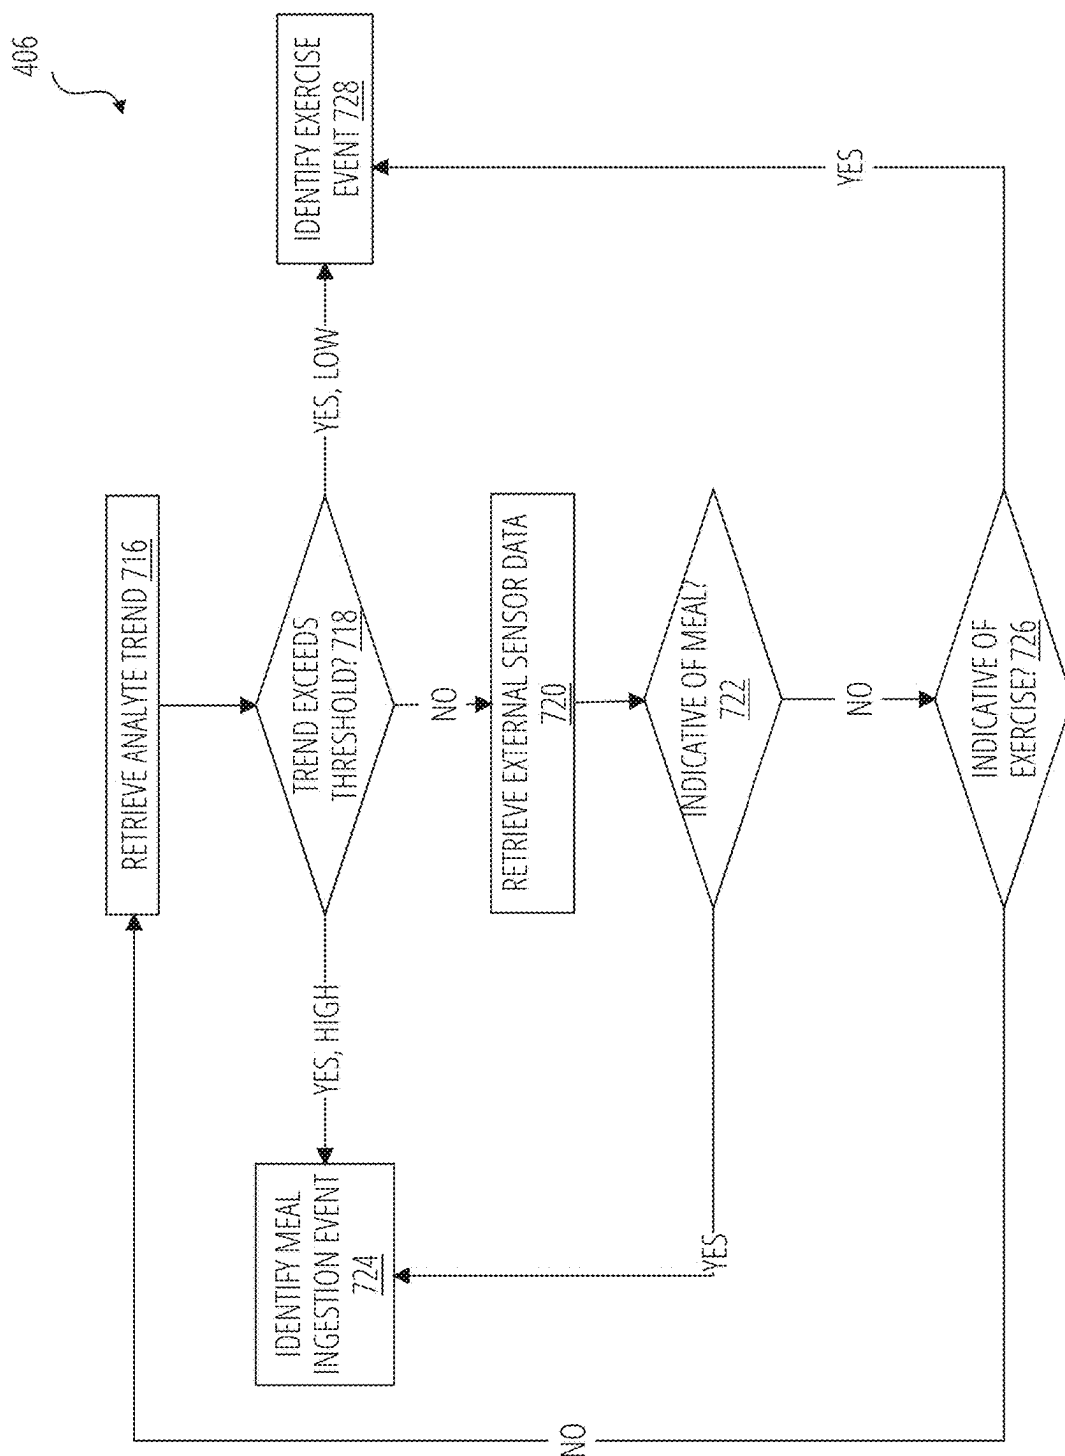 406
RETRIEVE ANALYTE TREND 716
TREND EXCEEDS
THRESHOLD? 718
YES, HIGH
YES, LOW
IDENTIFY MEAL
INGESTION EVENT
724
IDENTIFY EXERCISE
EVENT 728
NO
RETRIEVE EXTERNAL SENSOR DATA
720
INDICATIVE OF MEAL?
722
YES
NO
INDICATIVE OF
EXERCISE? 726
YES
NO